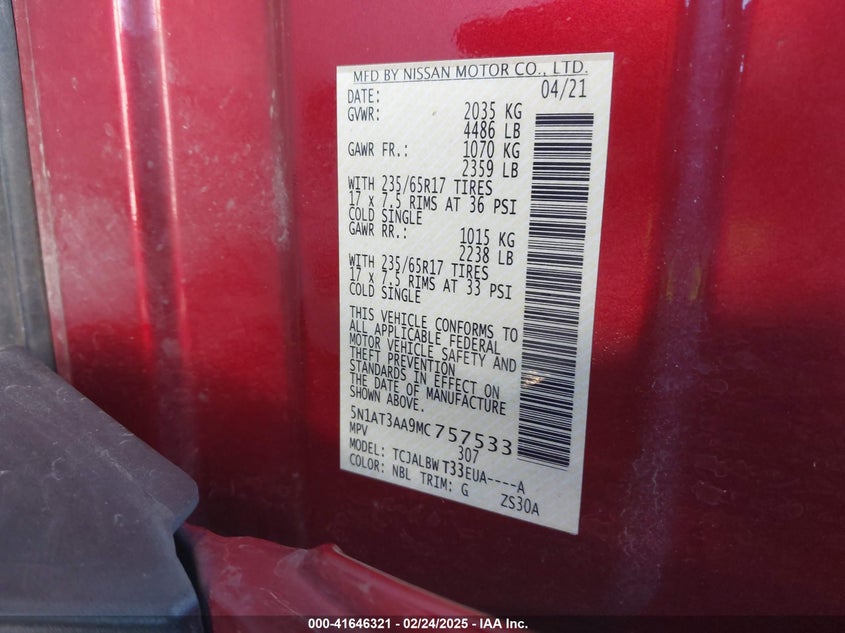 MFD BY NISSAN MOTOR CO., LTD.
DATE: 04/21
GVWR: 2035 KG
4486 LB
GAWR FR.: 1070 KG
2359 LB
WITH 235/65R17 TIRES
17 x 7.5 RIMS AT 36 PSI
COLD SINGLE
GAWR RR.: 1015 KG
2238 LB
WITH 235/65R17 TIRES
17 x 7.5 RIMS AT 33 PSI
COLD SINGLE
THIS VEHICLE CONFORMS TO
ALL APPLICABLE FEDERAL
MOTOR VEHICLE SAFETY AND
THEFT PREVENTION
STANDARDS IN EFFECT ON
THE DATE OF MANUFACTURE
SHOWN ABOVE.
5N1AT3AA9MC757533
MPV 307
MODEL: TCJALBW T33EUA----A
COLOR: NBL TRIM: G ZS30A
000-41646321 / 02/24/2025 - IAA Inc.